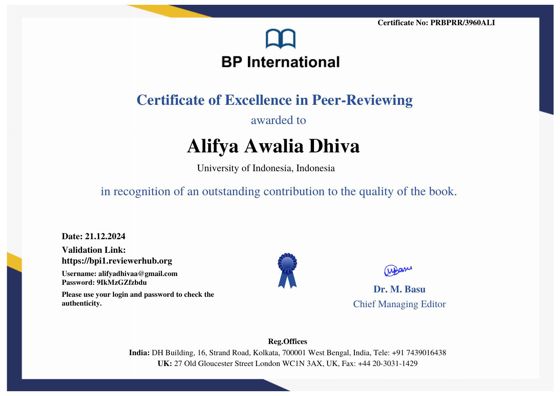 Certificate No: PRBPRR/3960ALI
BP International
Certificate of Excellence in Peer-Reviewing
awarded to
Alifya Awalia Dhiva
University of Indonesia, Indonesia
in recognition of an outstanding contribution to the quality of the book.
Date: 21.12.2024
Validation Link:
https://bpi1.reviewerhub.org
Username: alifyadhivaa@gmail.com
Password: 9IkMzGZfzbdu
Please use your login and password to check the
authenticity.
Dr. M. Basu
Chief Managing Editor
Reg.Offices
India: DH Building, 16, Strand Road, Kolkata, 700001 West Bengal, India, Tele: +91 7439016438
UK: 27 Old Gloucester Street London WC1N 3AX, UK, Fax: +44 20-3031-1429